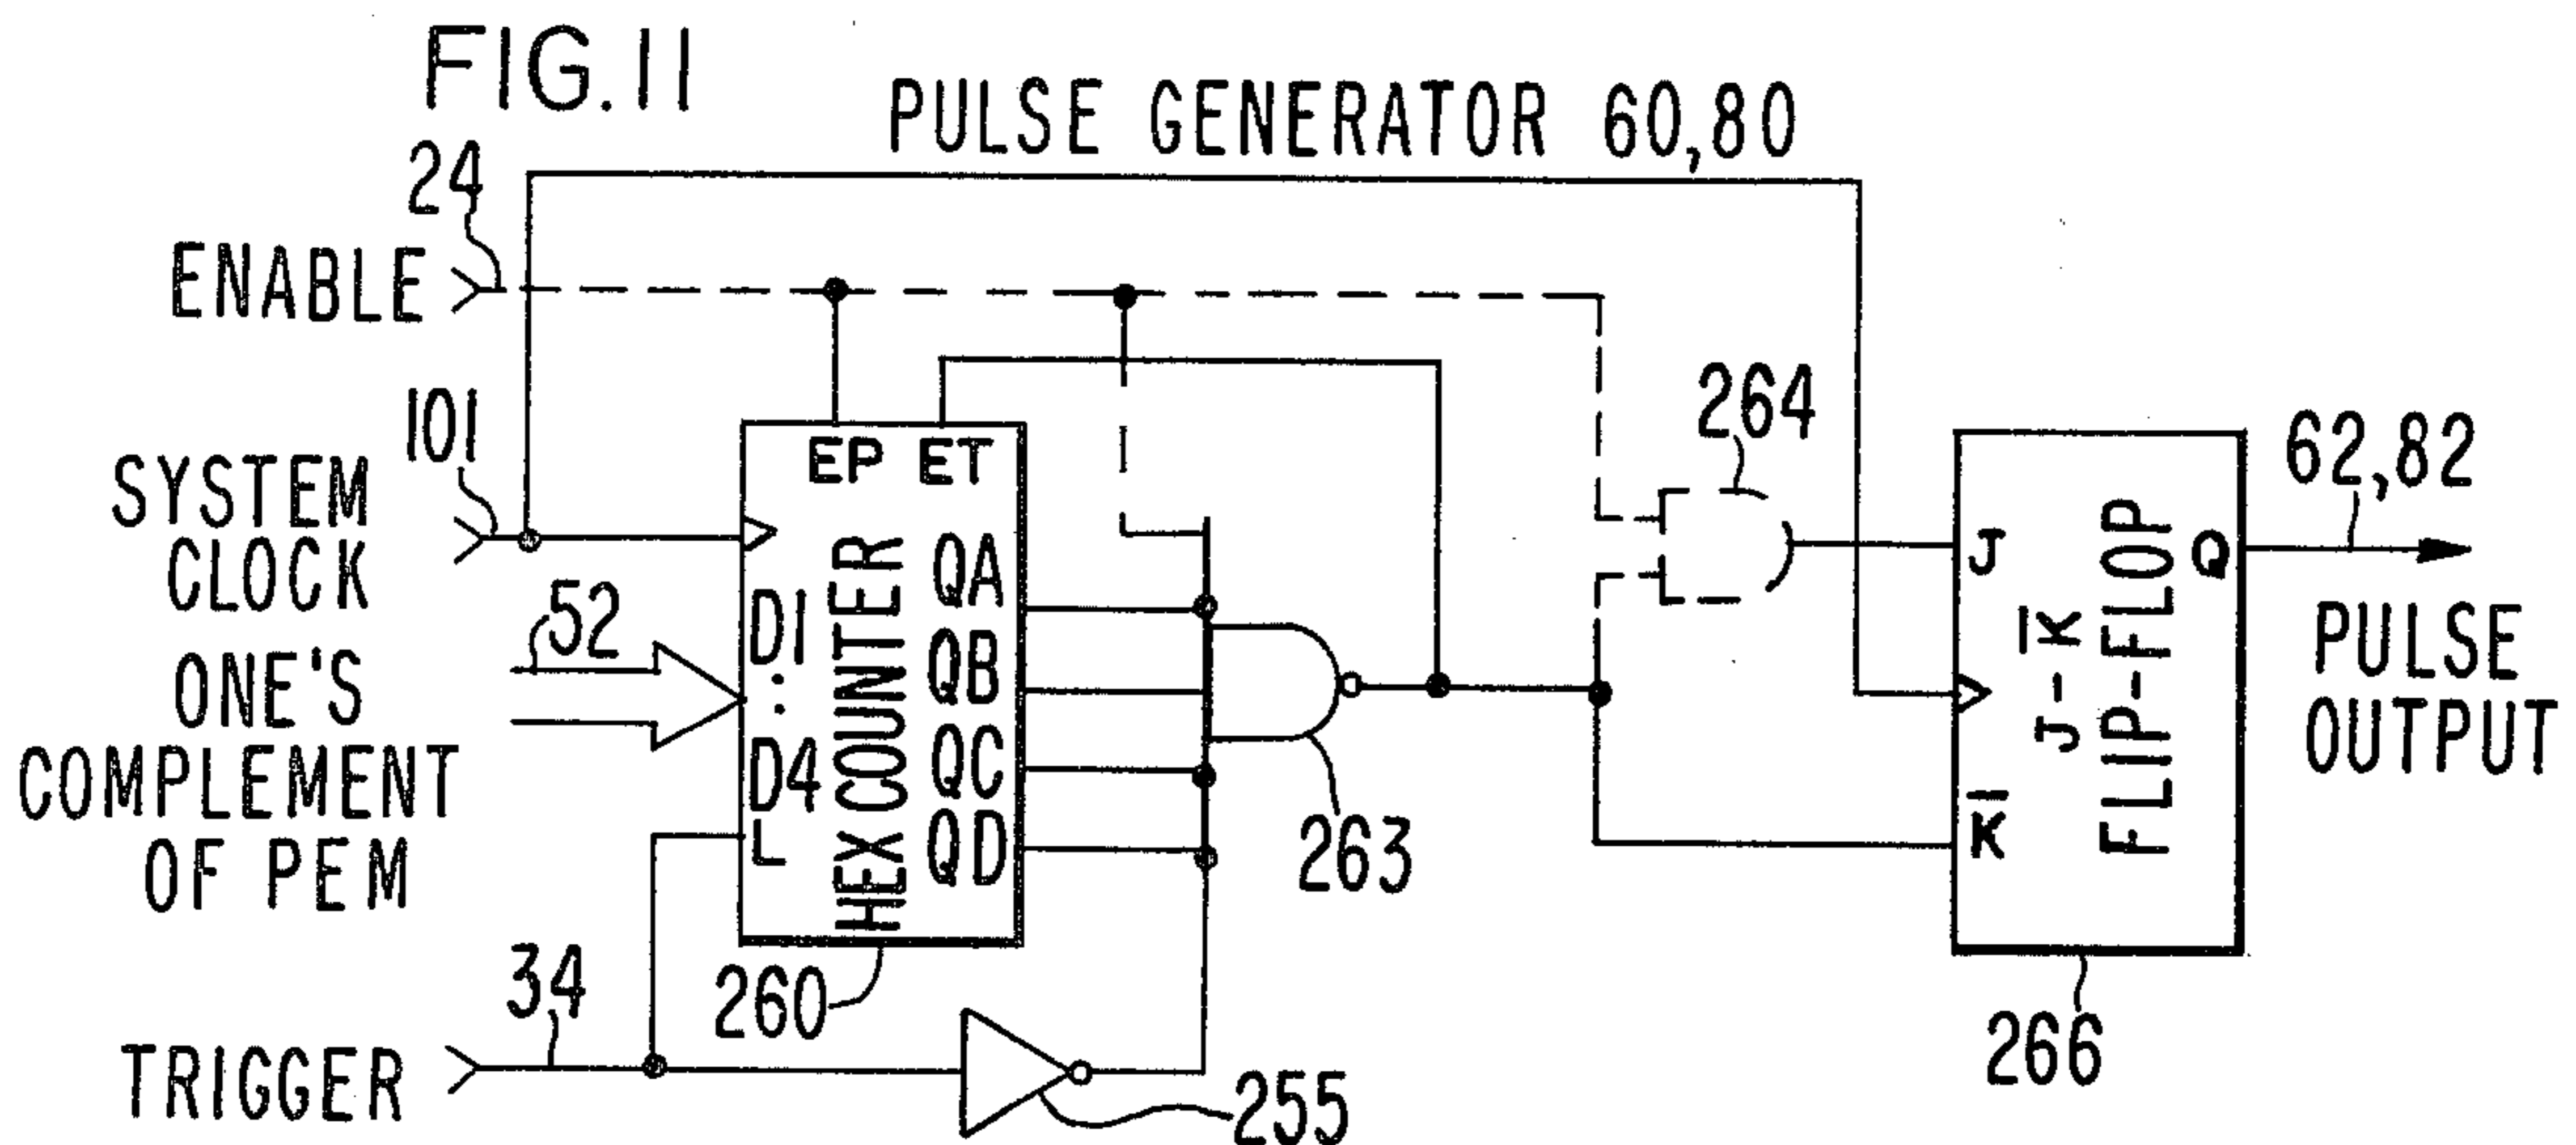 FIG. 11
PULSE GENERATOR 60,80
24
ENABLE
101
SYSTEM
CLOCK
52
ONE'S
COMPLEMENT
OF PEM
34
TRIGGER
EP ET
D1
:
D4
L
HEX COUNTER
QA
QB
QC
QD
260
255
263
264
J
K̅
J-K̅
FLIP-FLOP
Q
266
62,82
PULSE
OUTPUT